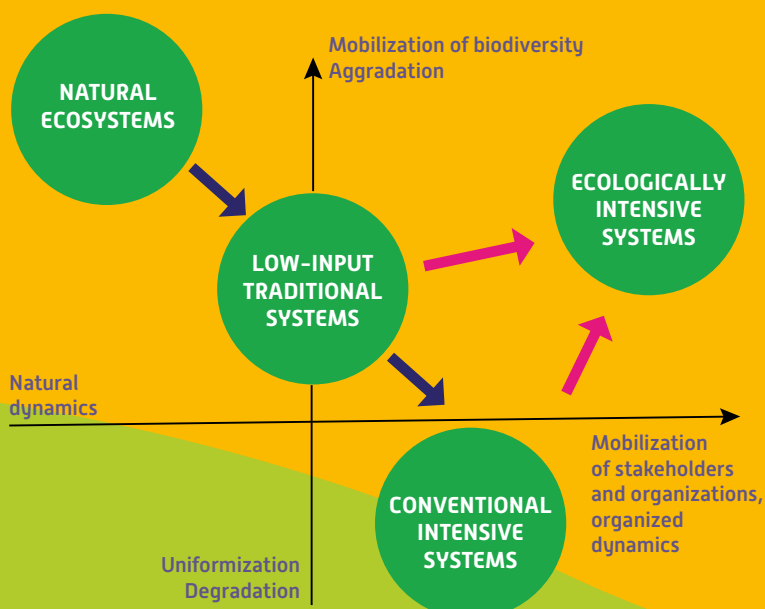 Mobilization of biodiversity
Aggradation
NATURAL
ECOSYSTEMS
ECOLOGICALLY
INTENSIVE
SYSTEMS
LOW-INPUT
TRADITIONAL
SYSTEMS
Natural
dynamics
Mobilization
of stakeholders
and organizations,
organized
dynamics
CONVENTIONAL
INTENSIVE
SYSTEMS
Uniformization
Degradation